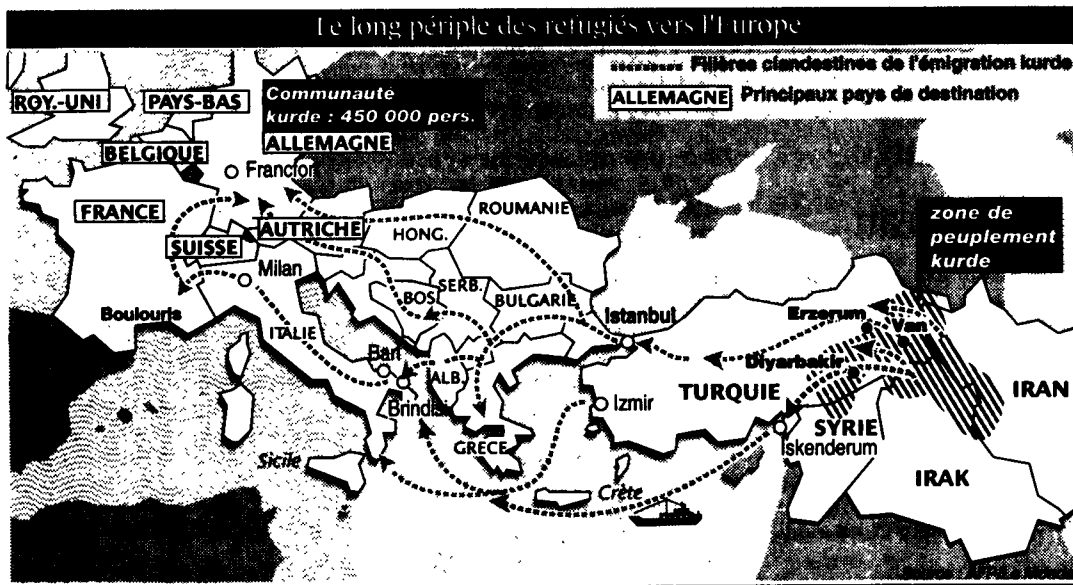 Le long périple des refugiés vers l'Europe
Filières clandestines de l'émigration kurde
ALLEMAGNE Principaux pays de destination
ROY.-UNI
PAYS-BAS
Communauté
kurde : 450 000 pers.
ALLEMAGNE
BELGIQUE
Francfor
FRANCE
AUTRICHE
SUISSE
HONG.
ROUMANIE
zone de
peuplement
kurde
Milan
BOS.
SERB.
BULGARIE
Istanbul
Boulouris
ITALIE
Erzerum
Van
Bari
ALB.
Diyarbakir
Brindisi
TURQUIE
IRAN
Izmir
GRECE
SYRIE
Iskenderum
Sicile
Crète
IRAK